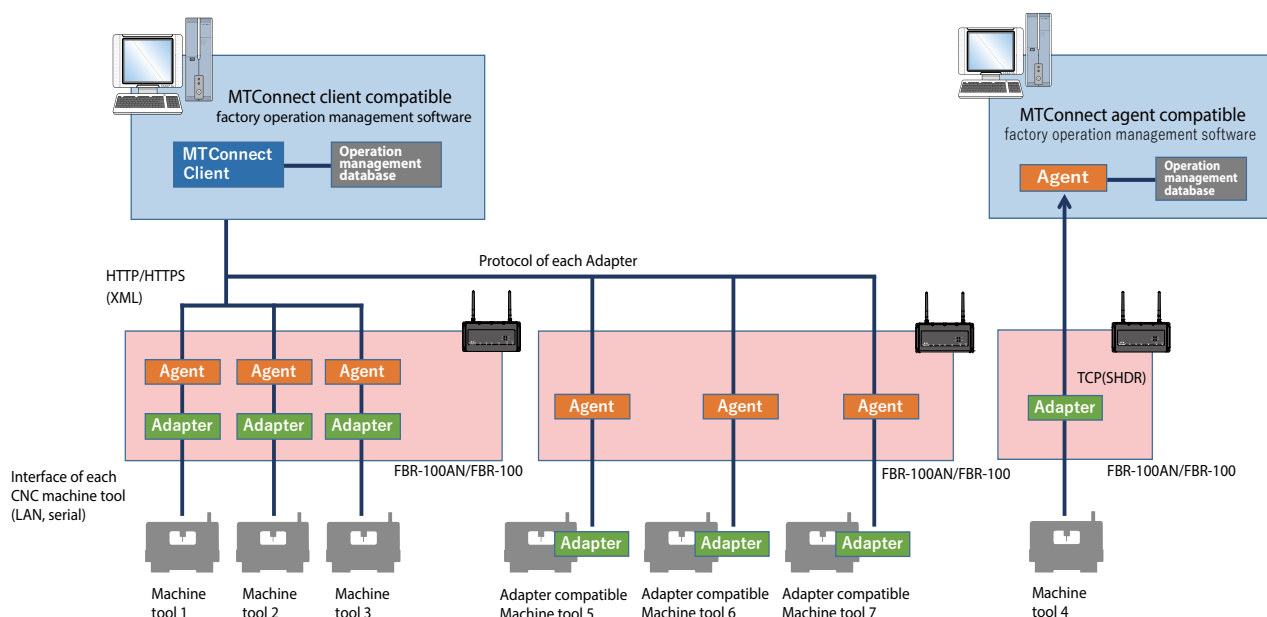 MTConnect client compatible
factory operation management software
MTConnect
Client
Operation
management
database
MTConnect agent compatible
factory operation management software
Agent
Operation
management
database
HTTP/HTTPS
(XML)
Protocol of each Adapter
Agent
Agent
Agent
Adapter
Adapter
Adapter
FBR-100AN/FBR-100
Agent
Agent
Agent
FBR-100AN/FBR-100
TCP(SHDR)
Adapter
FBR-100AN/FBR-100
Interface of each
CNC machine tool
(LAN, serial)
Adapter
Adapter
Adapter
Machine
tool 1
Machine
tool 2
Machine
tool 3
Adapter compatible
Machine tool 5
Adapter compatible
Machine tool 6
Adapter compatible
Machine tool 7
Machine
tool 4